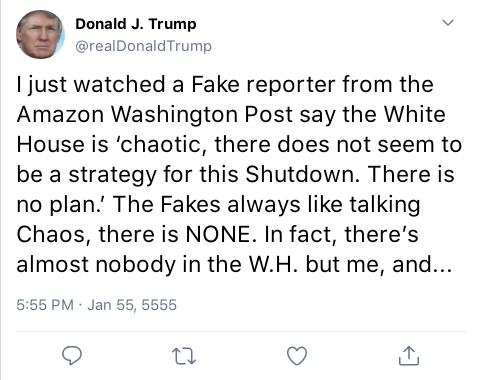 Donald J. Trump
@realDonaldTrump
I just watched a Fake reporter from the
Amazon Washington Post say the White
House is ‘chaotic, there does not seem to
be a strategy for this Shutdown. There is
no plan.’ The Fakes always like talking
Chaos, there is NONE. In fact, there’s
almost nobody in the W.H. but me, and...
5:55 PM · Jan 55, 5555